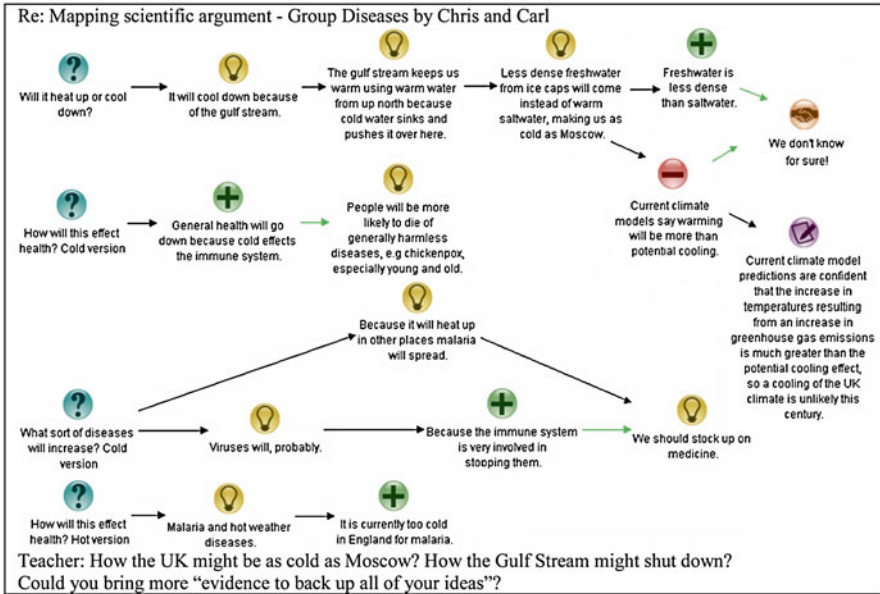 Re: Mapping scientific argument - Group Diseases by Chris and Carl
Will it heat up or cool
down?
It will cool down because
of the gulf stream.
The gulf stream keeps us
warm using warm water
from up north because
cold water sinks and
pushes it over here.
Less dense freshwater
from ice caps will come
instead of warm
saltwater, making us as
cold as Moscow.
Freshwater is
less dense
than saltwater.
We don't know
for sure!
Current climate
models say warming
will be more than
potential cooling.
Current climate model
predictions are confident
that the increase in
temperatures resulting
from an increase in
greenhouse gas emissions
is much greater than the
potential cooling effect,
so a cooling of the UK
climate is unlikely this
century.
How will this effect
health? Cold version
General health will go
down because cold effects
the immune system.
People will be more
likely to die of
generally harmless
diseases, e.g chickenpox,
especially young and old.
Because it will heat up
in other places malaria
will spread.
What sort of diseases
will increase? Cold
version
Viruses will, probably.
Because the immune system
is very involved in
stopping them.
We should stock up on
medicine.
How will this effect
health? Hot version
Malaria and hot weather
diseases.
It is currently too cold
in England for malaria.
Teacher: How the UK might be as cold as Moscow? How the Gulf Stream might shut down?
Could you bring more “evidence to back up all of your ideas”?